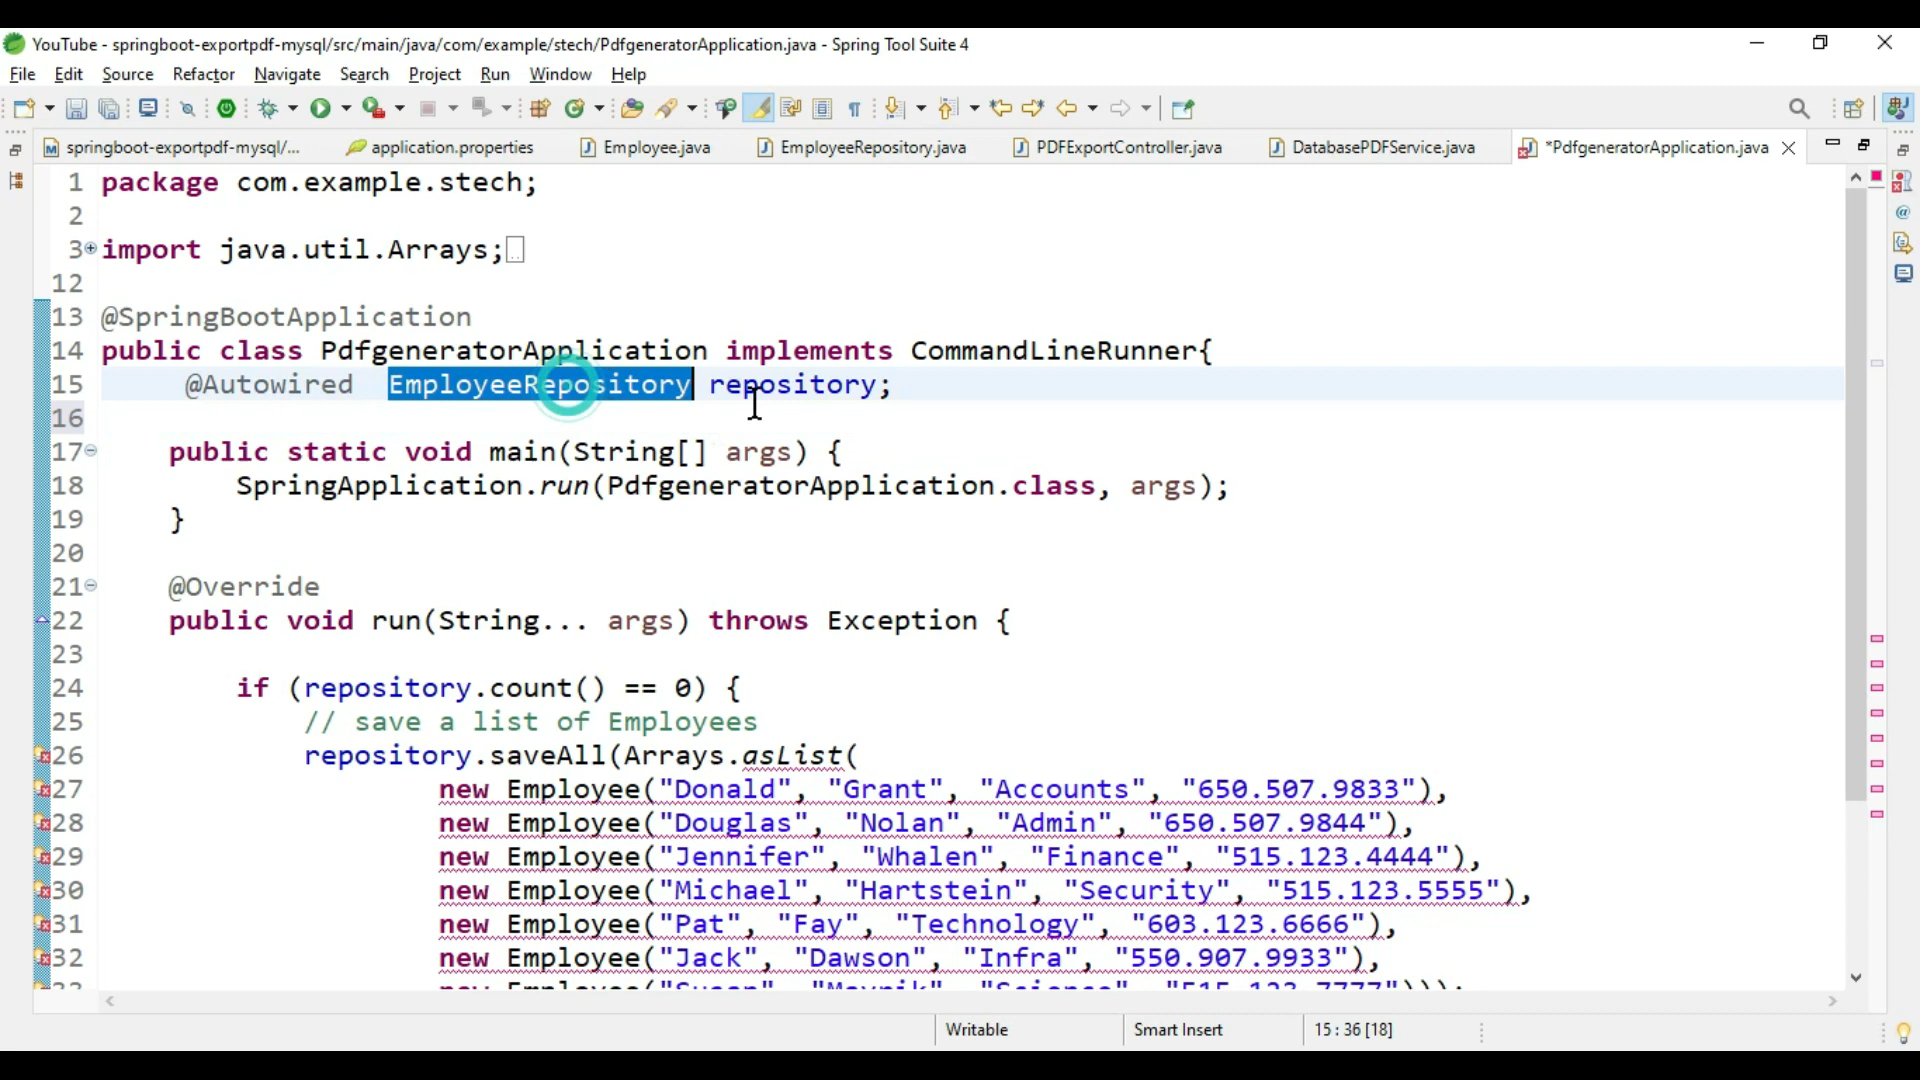 YouTube - springboot-exportpdf-mysql/src/main/java/com/example/stech/PdfgeneratorApplication.java - Spring Tool Suite 4
File Edit Source Refactor Navigate Search Project Run Window Help
springboot-exportpdf-mysql/... application.properties Employee.java EmployeeRepository.java PDFExportController.java DatabasePDFService.java *PdfgeneratorApplication.java
1 package com.example.stech;
2
3 import java.util.Arrays;
12
13 @SpringBootApplication
14 public class PdfgeneratorApplication implements CommandLineRunner{
15 @Autowired EmployeeRepository repository;
16
17 public static void main(String[] args) {
18 SpringApplication.run(PdfgeneratorApplication.class, args);
19 }
20
21 @Override
22 public void run(String... args) throws Exception {
23
24 if (repository.count() == 0) {
25 // save a list of Employees
26 repository.saveAll(Arrays.asList(
27 new Employee("Donald", "Grant", "Accounts", "650.507.9833"),
28 new Employee("Douglas", "Nolan", "Admin", "650.507.9844"),
29 new Employee("Jennifer", "Whalen", "Finance", "515.123.4444"),
30 new Employee("Michael", "Hartstein", "Security", "515.123.5555"),
31 new Employee("Pat", "Fay", "Technology", "603.123.6666"),
32 new Employee("Jack", "Dawson", "Infra", "550.907.9933"),
Writable Smart Insert 15 : 36 [18]